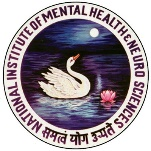 NATIONAL INSTITUTE OF MENTAL HEALTH & NEURO SCIENCES
समत्वं योग उच्यते